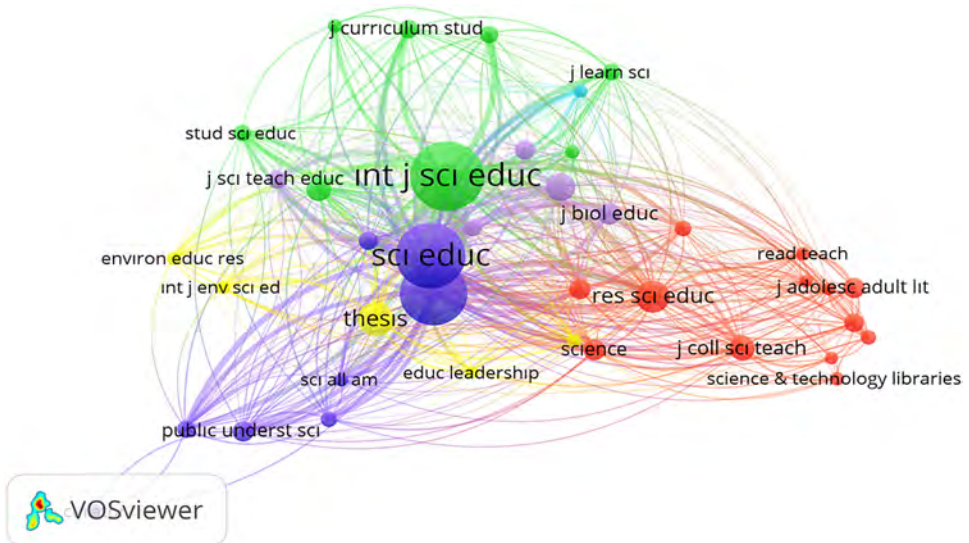 j curriculum stud
j learn sci
stud sci educ
int j sci educ
j sci teach educ
j biol educ
sci educ
environ educ res
read teach
int j env sci ed
res sci educ
j adolesc adult lit
thesis
science
j coll sci teach
sci all am
educ leadership
science & technology libraries
public underst sci
VOSviewer